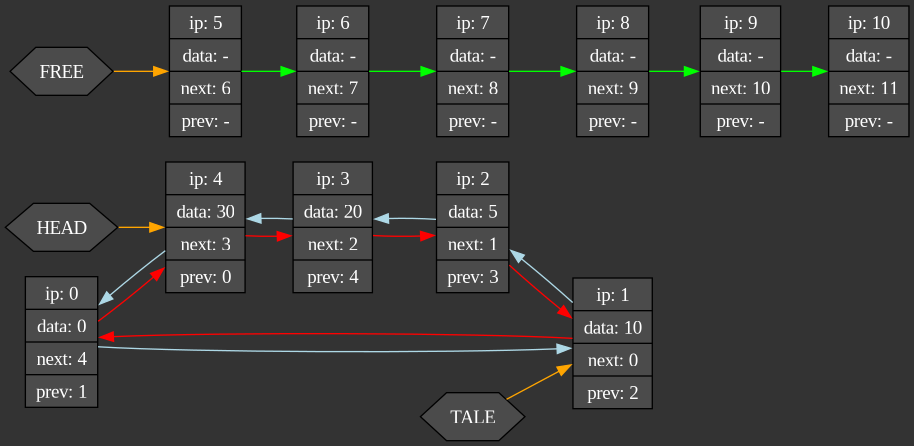 FREE
ip: 5
data: -
next: 6
prev: -
ip: 6
data: -
next: 7
prev: -
ip: 7
data: -
next: 8
prev: -
ip: 8
data: -
next: 9
prev: -
ip: 9
data: -
next: 10
prev: -
ip: 10
data: -
next: 11
prev: -
HEAD
ip: 4
data: 30
next: 3
prev: 0
ip: 3
data: 20
next: 2
prev: 4
ip: 2
data: 5
next: 1
prev: 3
ip: 0
data: 0
next: 4
prev: 1
ip: 1
data: 10
next: 0
prev: 2
TALE